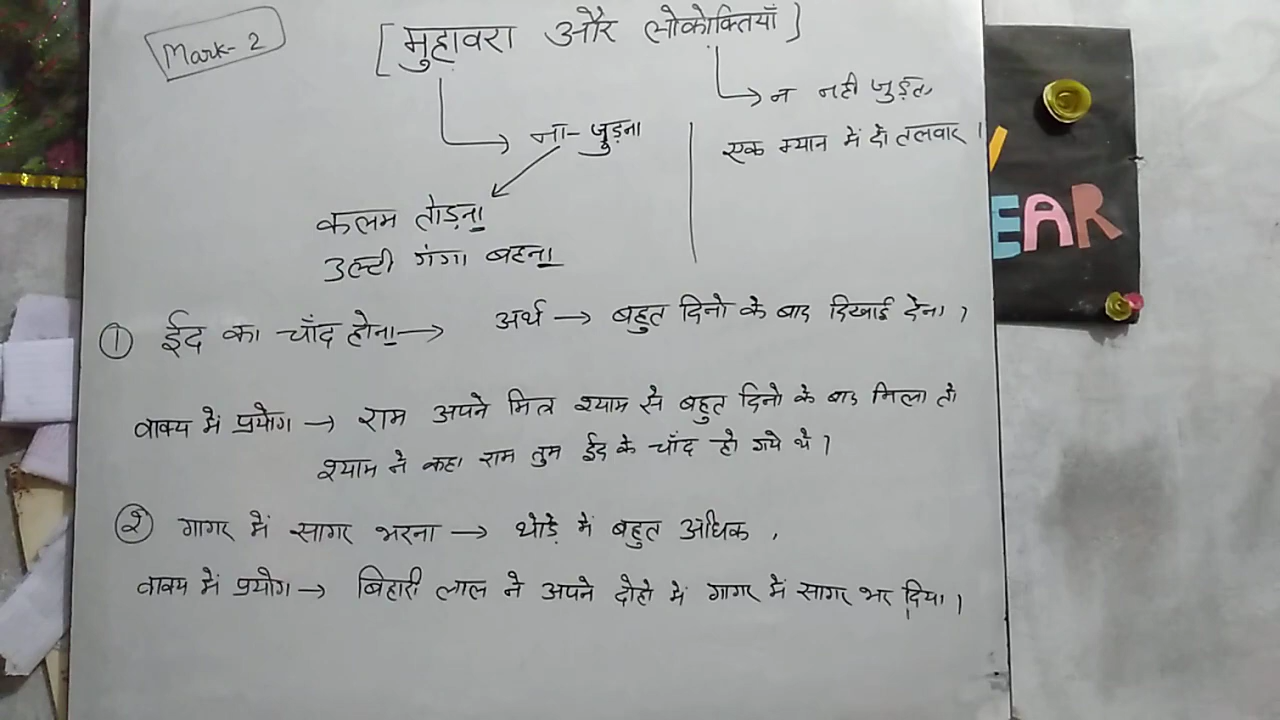 Mark-2
[मुहावरा और लोकोक्तियाँ]
→ न नही जुड़ता
→ ना-जुड़ना
एक म्यान में दो तलवार ।
कलम तोड़ना
उल्टी गंगा बहना
① ईद का चाँद होना → अर्थ → बहुत दिनो के बाद दिखाई देना ।
वाक्य में प्रयोग → राम अपने मित्र श्याम से बहुत दिनो के बाद मिला तो
श्याम ने कहा राम तुम ईद के चाँद हो गये थे ।
② गागर में सागर भरना → थोड़े में बहुत अधिक ,
वाक्य में प्रयोग → बिहारी लाल ने अपने दोहो में गागर में सागर भर दिया ।
EAR